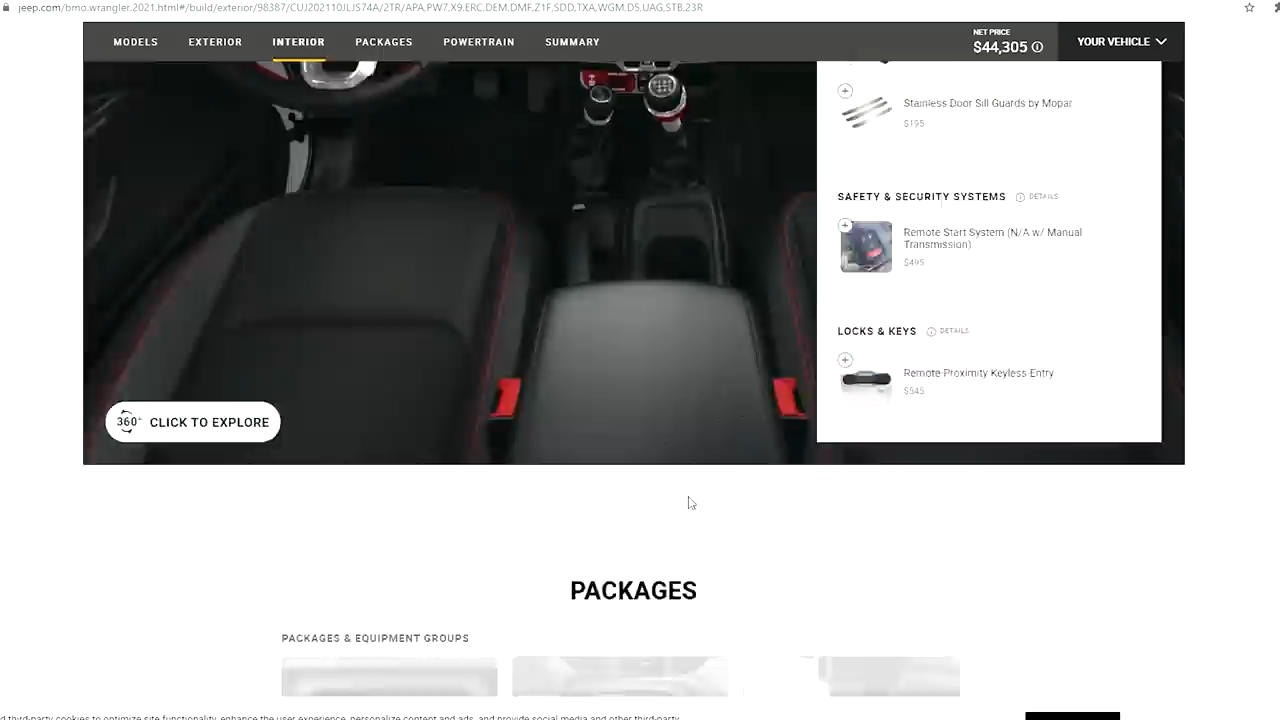 jeep.com/bmo.wrangler.2021.html#/build/exterior/98387/CUJ202110JLJS74A/2TR/APA,PW7,X9,ERC,DEM,DMF,Z1F,SDD,TXA,WGM,D5,UAG,STB,23R
MODELS EXTERIOR INTERIOR PACKAGES POWERTRAIN SUMMARY
NET PRICE
$44,305
YOUR VEHICLE
Stainless Door Sill Guards by Mopar
$195
SAFETY & SECURITY SYSTEMS DETAILS
Remote Start System (N/A w/ Manual
Transmission)
$495
LOCKS & KEYS DETAILS
Remote Proximity Keyless-Entry
$545
360° CLICK TO EXPLORE
PACKAGES
PACKAGES & EQUIPMENT GROUPS
third-party cookies to optimize site functionality, enhance the user experience, personalize content and ads, and provide social media and other third-party